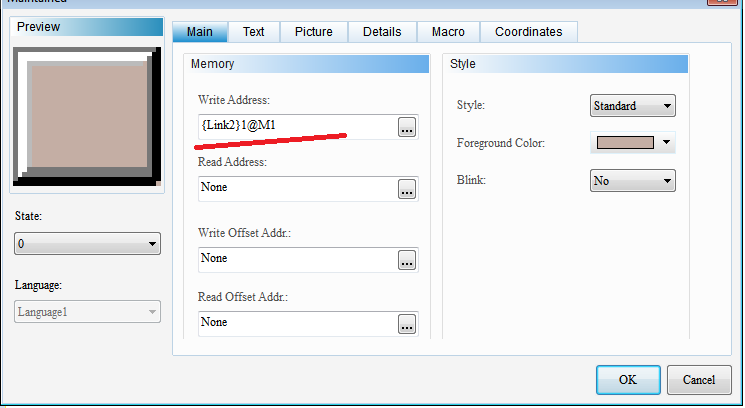 Maintained
Preview
Main
Text
Picture
Details
Macro
Coordinates
Memory
Style
Write Address:
{Link2}1@M1
Style:
Standard
Foreground Color:
Read Address:
None
Blink:
No
State:
0
Write Offset Addr.:
None
Language:
Language1
Read Offset Addr.:
None
OK
Cancel